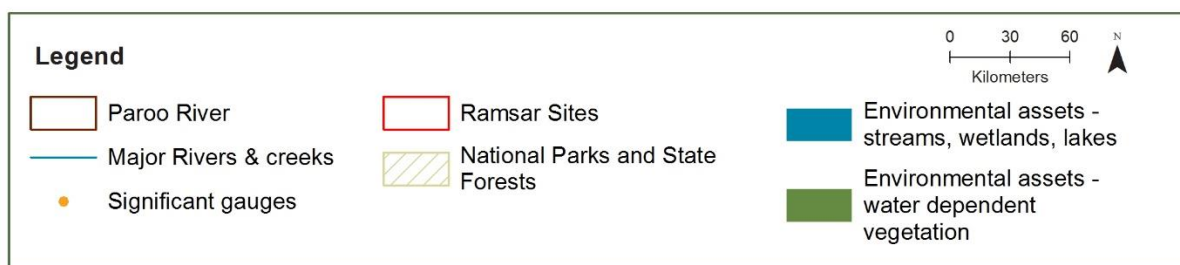 Legend
0 30 60
Kilometers
N
Paroo River
Major Rivers & creeks
Significant gauges
Ramsar Sites
National Parks and State
Forests
Environmental assets -
streams, wetlands, lakes
Environmental assets -
water dependent
vegetation